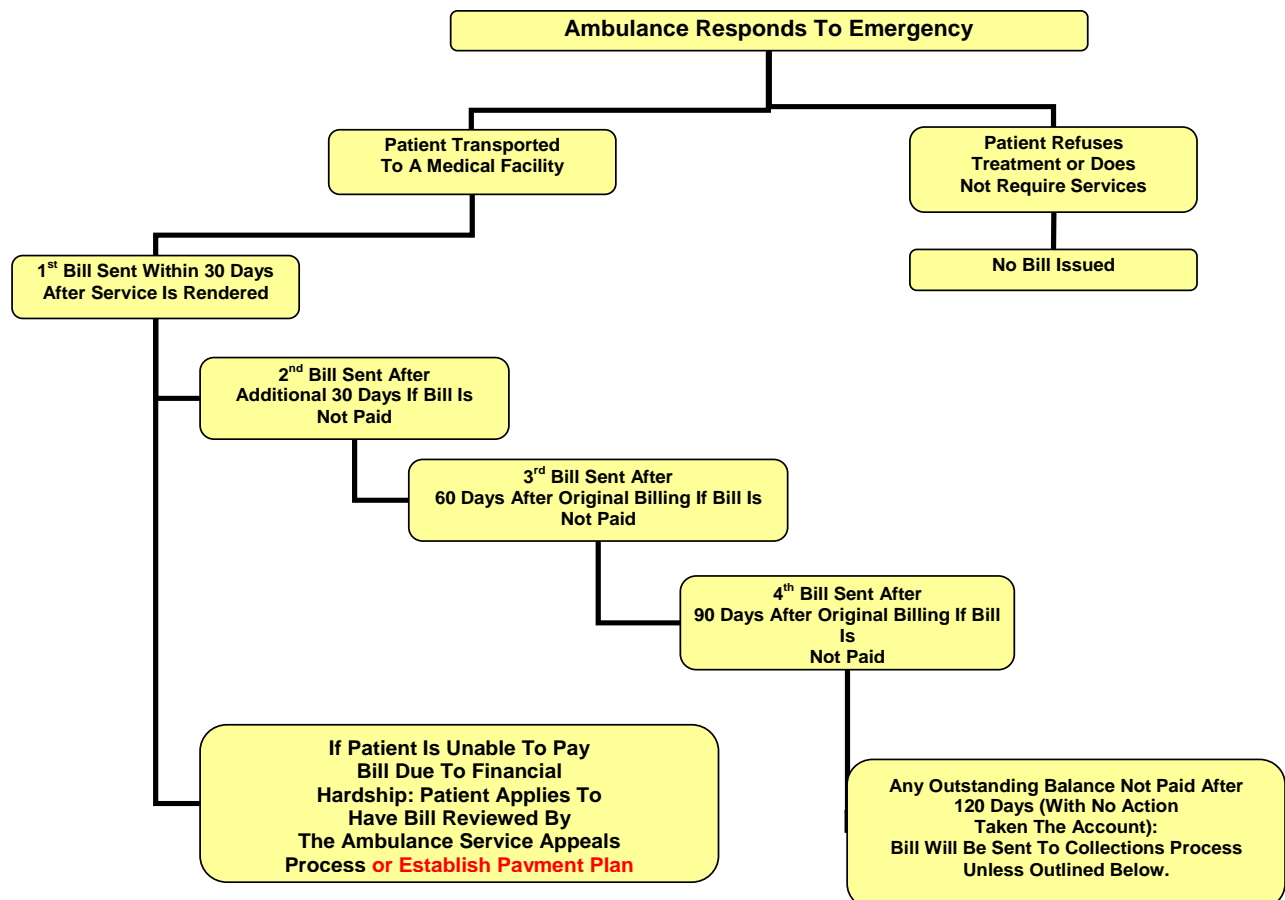 Ambulance Responds To Emergency
Patient Transported
To A Medical Facility
Patient Refuses
Treatment or Does
Not Require Services
No Bill Issued
1st Bill Sent Within 30 Days
After Service Is Rendered
2nd Bill Sent After
Additional 30 Days If Bill Is
Not Paid
3rd Bill Sent After
60 Days After Original Billing If Bill Is
Not Paid
4th Bill Sent After
90 Days After Original Billing If Bill
Is
Not Paid
If Patient Is Unable To Pay
Bill Due To Financial
Hardship: Patient Applies To
Have Bill Reviewed By
The Ambulance Service Appeals
Process or Establish Payment Plan
Any Outstanding Balance Not Paid After
120 Days (With No Action
Taken The Account):
Bill Will Be Sent To Collections Process
Unless Outlined Below.